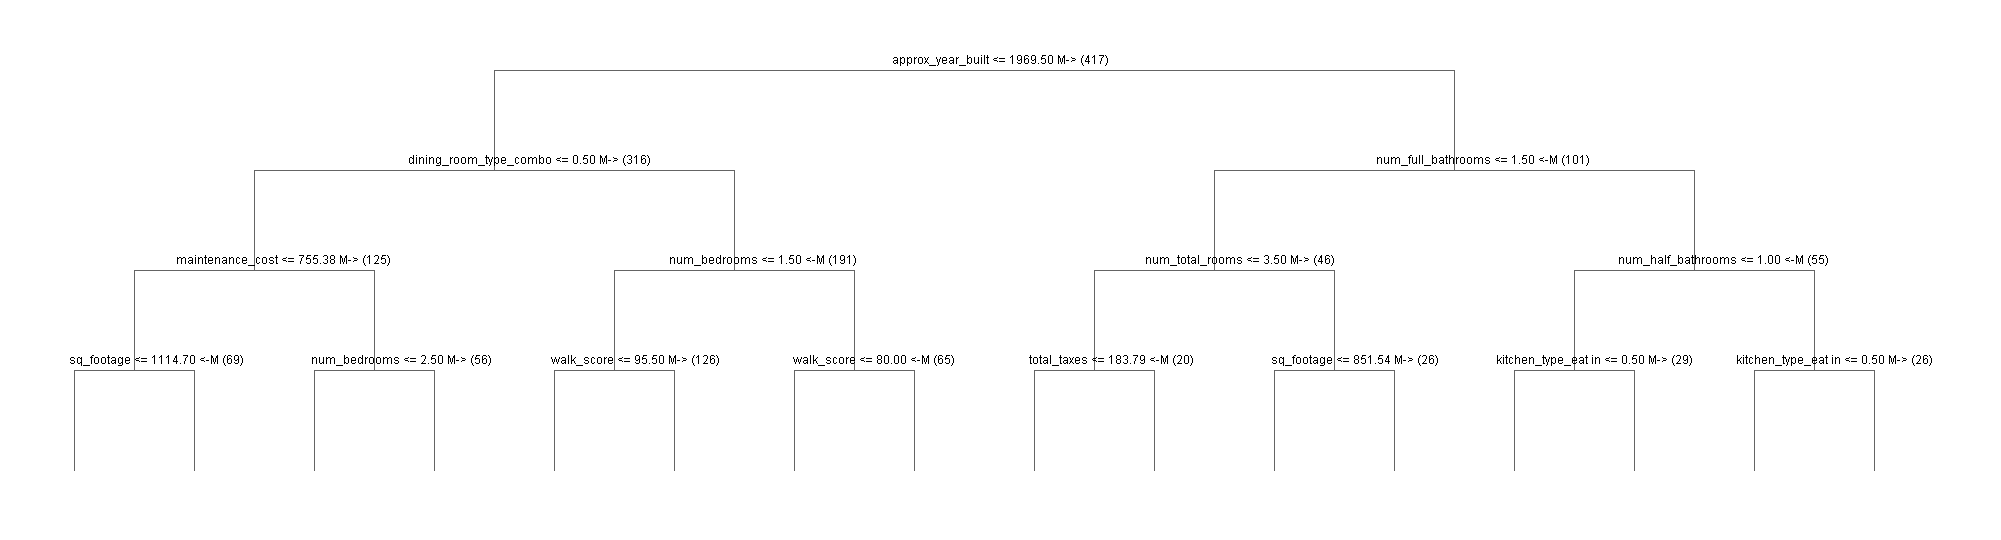 approx_year_built <= 1969.50 M-> (417)
dining_room_type_combo <= 0.50 M-> (316)
num_full_bathrooms <= 1.50 <-M (101)
maintenance_cost <= 755.38 M-> (125)
num_bedrooms <= 1.50 <-M (191)
num_total_rooms <= 3.50 M-> (46)
num_half_bathrooms <= 1.00 <-M (55)
sq_footage <= 1114.70 <-M (69)
num_bedrooms <= 2.50 M-> (56)
walk_score <= 95.50 M-> (126)
walk_score <= 80.00 <-M (65)
total_taxes <= 183.79 <-M (20)
sq_footage <= 851.54 M-> (26)
kitchen_type_eat in <= 0.50 M-> (29)
kitchen_type_eat in <= 0.50 M-> (26)